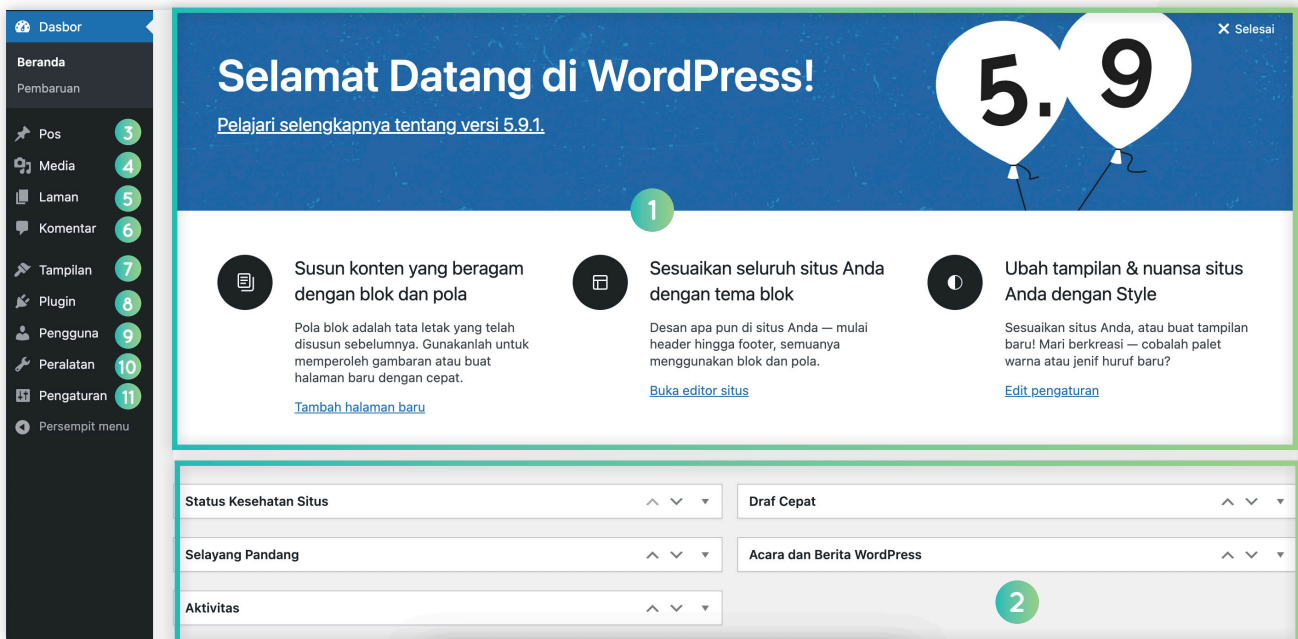 Dasbor
Beranda
Pembaruan
Pos 3
Media 4
Laman 5
Komentar 6
Tampilan 7
Plugin 8
Pengguna 9
Peralatan 10
Pengaturan 11
Persempit menu
Selesai
Selamat Datang di WordPress!
Pelajari selengkapnya tentang versi 5.9.1.
5.9
1
Susun konten yang beragam
dengan blok dan pola
Pola blok adalah tata letak yang telah
disusun sebelumnya. Gunakanlah untuk
memperoleh gambaran atau buat
halaman baru dengan cepat.
Tambah halaman baru
Sesuaikan seluruh situs Anda
dengan tema blok
Desan apa pun di situs Anda — mulai
header hingga footer, semuanya
menggunakan blok dan pola.
Buka editor situs
Ubah tampilan & nuansa situs
Anda dengan Style
Sesuaikan situs Anda, atau buat tampilan
baru! Mari berkreasi — cobalah palet
warna atau jenif huruf baru?
Edit pengaturan
Status Kesehatan Situs
Selayang Pandang
Aktivitas
Draf Cepat
Acara dan Berita WordPress
2